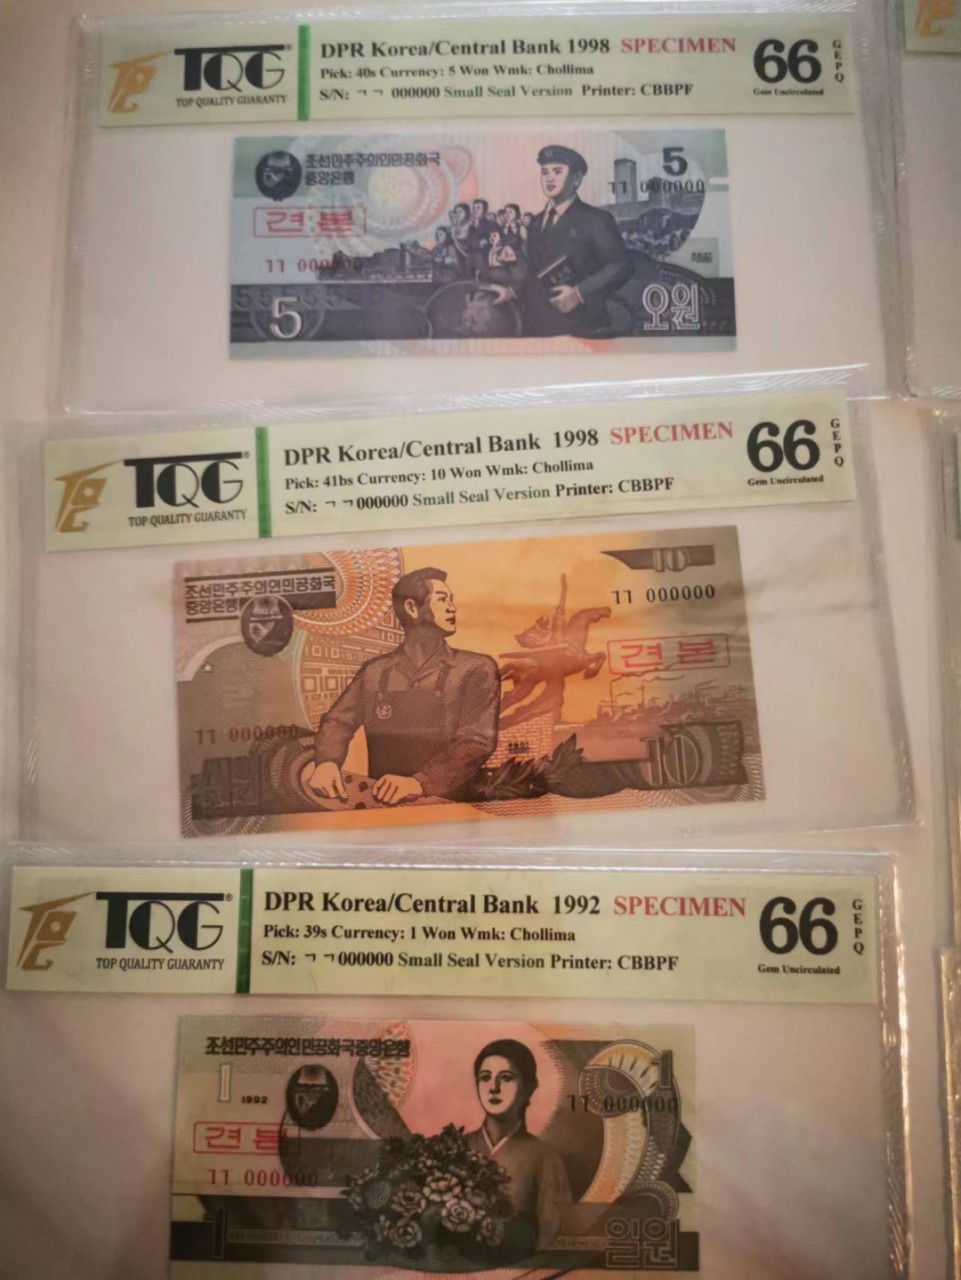 TQG®
TOP QUALITY GUARANTY
DPR Korea/Central Bank 1998 SPECIMEN
Pick: 40s Currency: 5 Won Wmk: Chollima
S/N: ㄱ ㄱ 000000 Small Seal Version Printer: CBBPF
66
GEPQ
Gem Uncirculated
조선민주주의인민공화국
중앙은행
5
ㄱㄱ 000000
견본
ㄱㄱ 000000
5
오원
TQG®
TOP QUALITY GUARANTY
DPR Korea/Central Bank 1998 SPECIMEN
Pick: 41bs Currency: 10 Won Wmk: Chollima
S/N: ㄱ ㄱ000000 Small Seal Version Printer: CBBPF
66
GEPQ
Gem Uncirculated
조선민주주의인민공화국
중앙은행
10
ㄱㄱ 000000
견본
ㄱㄱ 000000
10
TQG®
TOP QUALITY GUARANTY
DPR Korea/Central Bank 1992 SPECIMEN
Pick: 39s Currency: 1 Won Wmk: Chollima
S/N: ㄱ ㄱ000000 Small Seal Version Printer: CBBPF
66
GEPQ
Gem Uncirculated
조선민주주의인민공화국중앙은행
1
1992
1
ㄱㄱ 000000
견본
ㄱㄱ 000000
1
일원